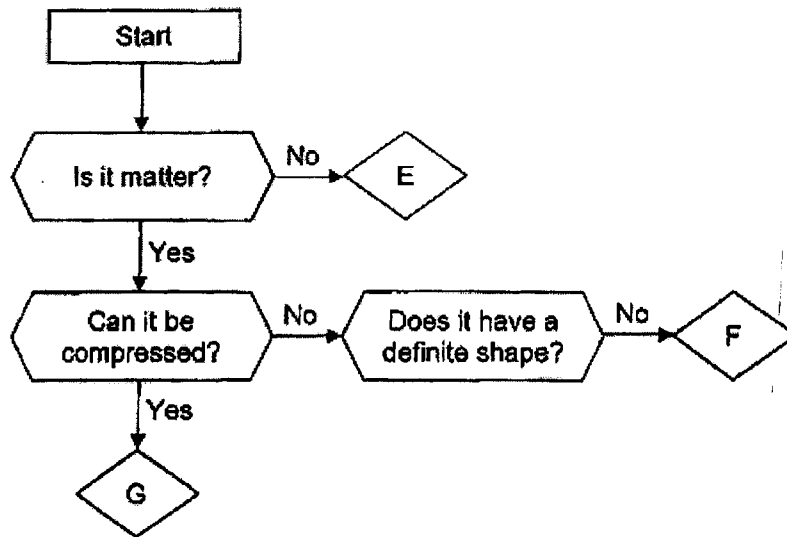 Start
Is it matter?
No
E
Yes
Can it be
compressed?
No
Does it have a
definite shape?
No
F
Yes
G